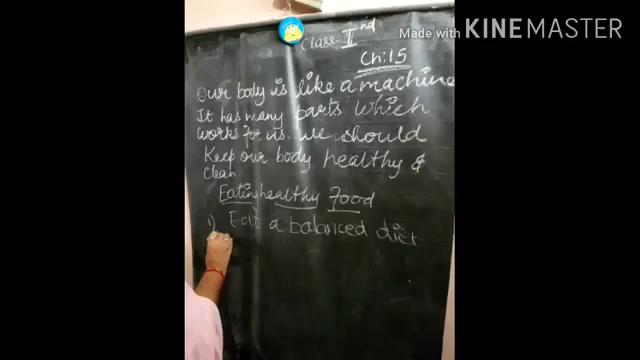 Made with KINEMASTER
Class- IInd
Ch:15
Our body is like a machine
It has many parts which
works for us. We should
Keep our body healthy &
clean
Eating healthy Food
1) Eat a balanced diet